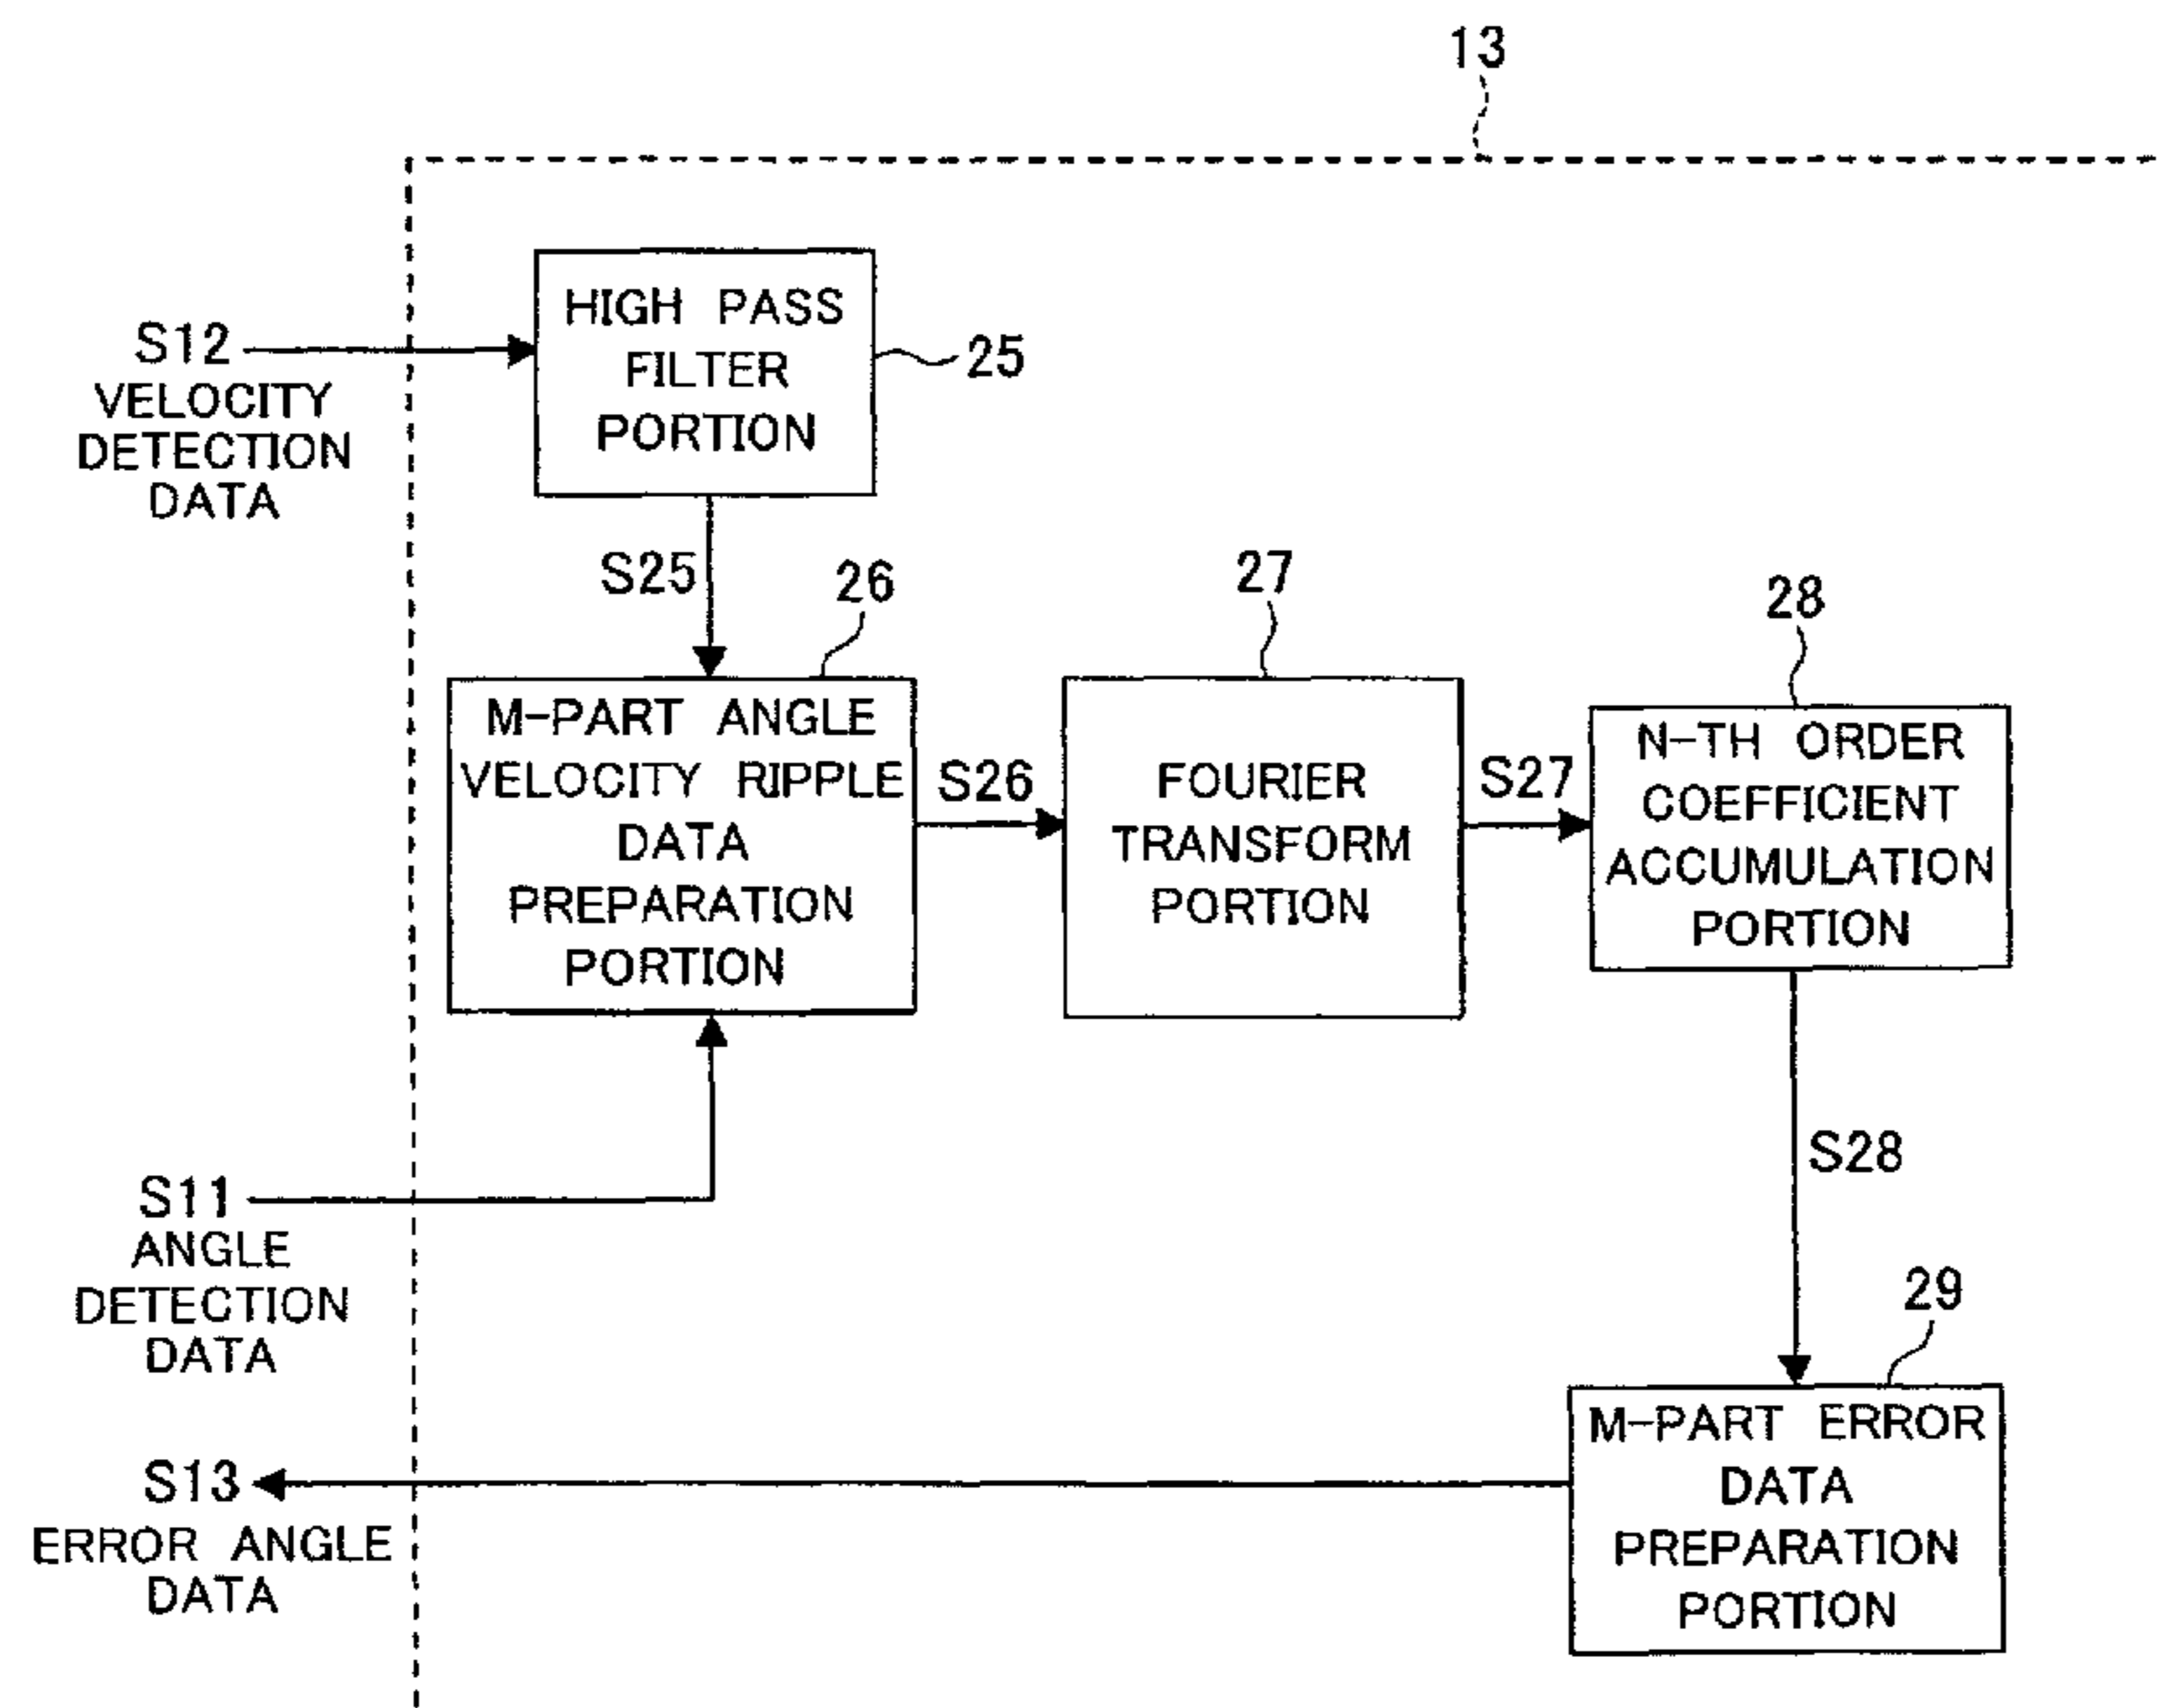 13
HIGH PASS
FILTER
PORTION
25
S12
VELOCITY
DETECTION
DATA
S25
26
27
28
M-PART ANGLE
VELOCITY RIPPLE
DATA
PREPARATION
PORTION
S26
FOURIER
TRANSFORM
PORTION
S27
N-TH ORDER
COEFFICIENT
ACCUMULATION
PORTION
S28
S11
ANGLE
DETECTION
DATA
29
M-PART ERROR
DATA
PREPARATION
PORTION
S13
ERROR ANGLE
DATA